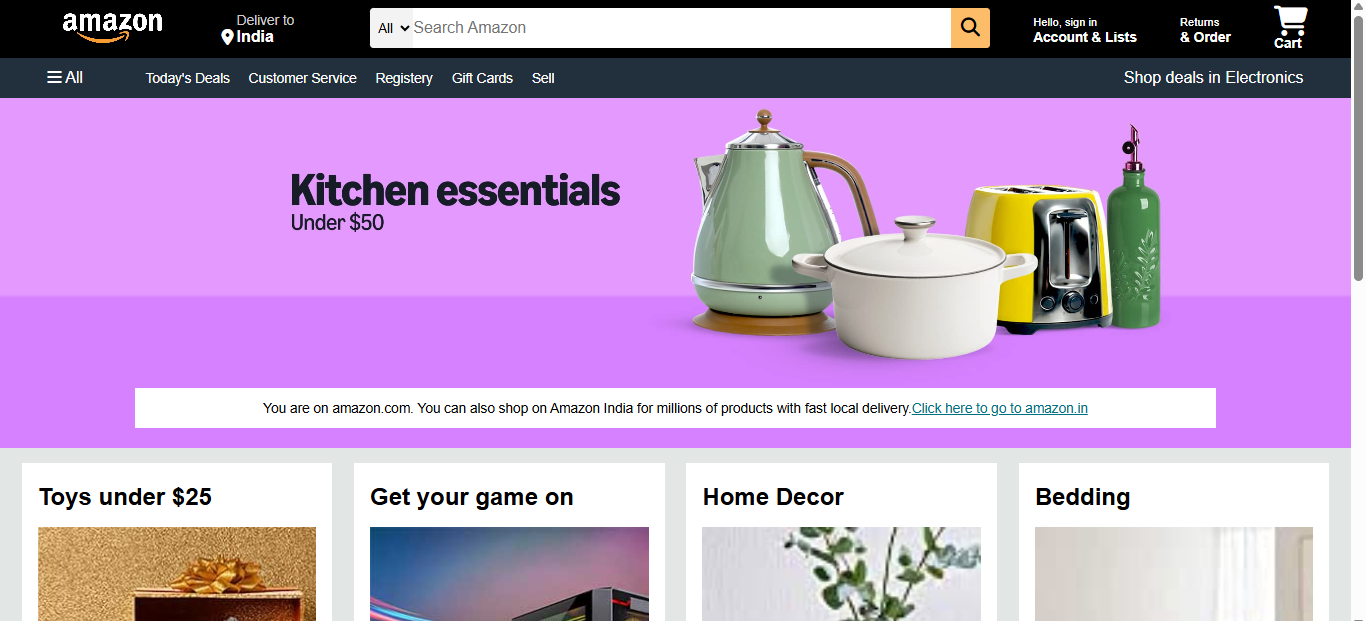 amazon
Deliver to
India
All
Search Amazon
Hello, sign in
Account & Lists
Returns
& Order
Cart
All
Today's Deals
Customer Service
Registery
Gift Cards
Sell
Shop deals in Electronics
Kitchen essentials
Under $50
You are on amazon.com. You can also shop on Amazon India for millions of products with fast local delivery.Click here to go to amazon.in
Toys under $25
Get your game on
Home Decor
Bedding